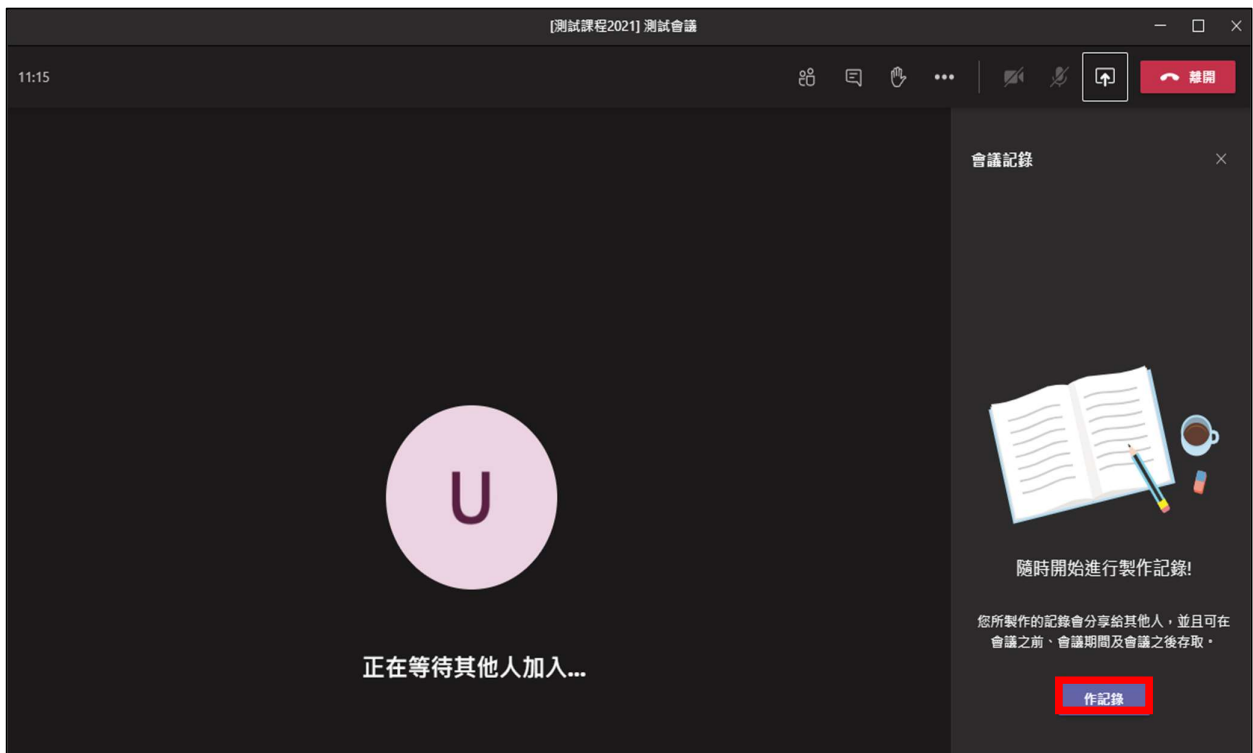 [測試課程2021] 測試會議
11:15
離開
會議記錄
U
正在等待其他人加入...
隨時開始進行製作記錄!
您所製作的記錄會分享給其他人，並且可在
會議之前、會議期間及會議之後存取。
作記錄